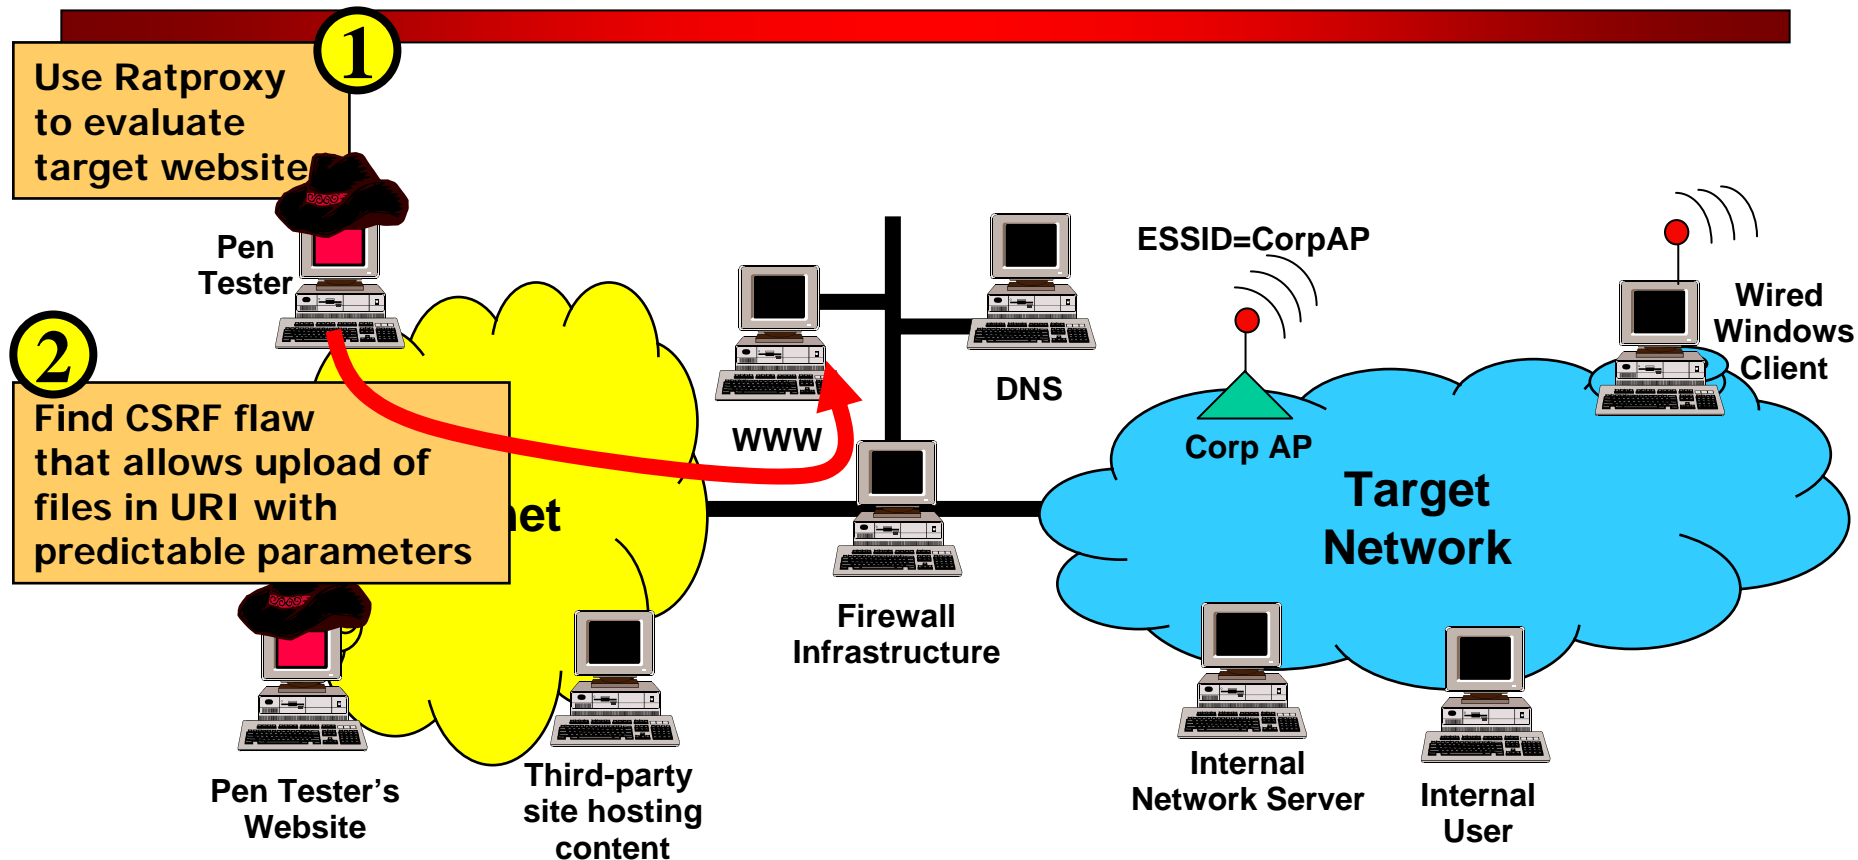 1
Use Ratproxy
to evaluate
target website
Pen
Tester
2
Find CSRF flaw
that allows upload of
files in URI with
predictable parameters
WWW
DNS
ESSID=CorpAP
Corp AP
Wired
Windows
Client
Target
Network
Firewall
Infrastructure
Pen Tester's
Website
Third-party
site hosting
content
Internal
Network Server
Internal
User